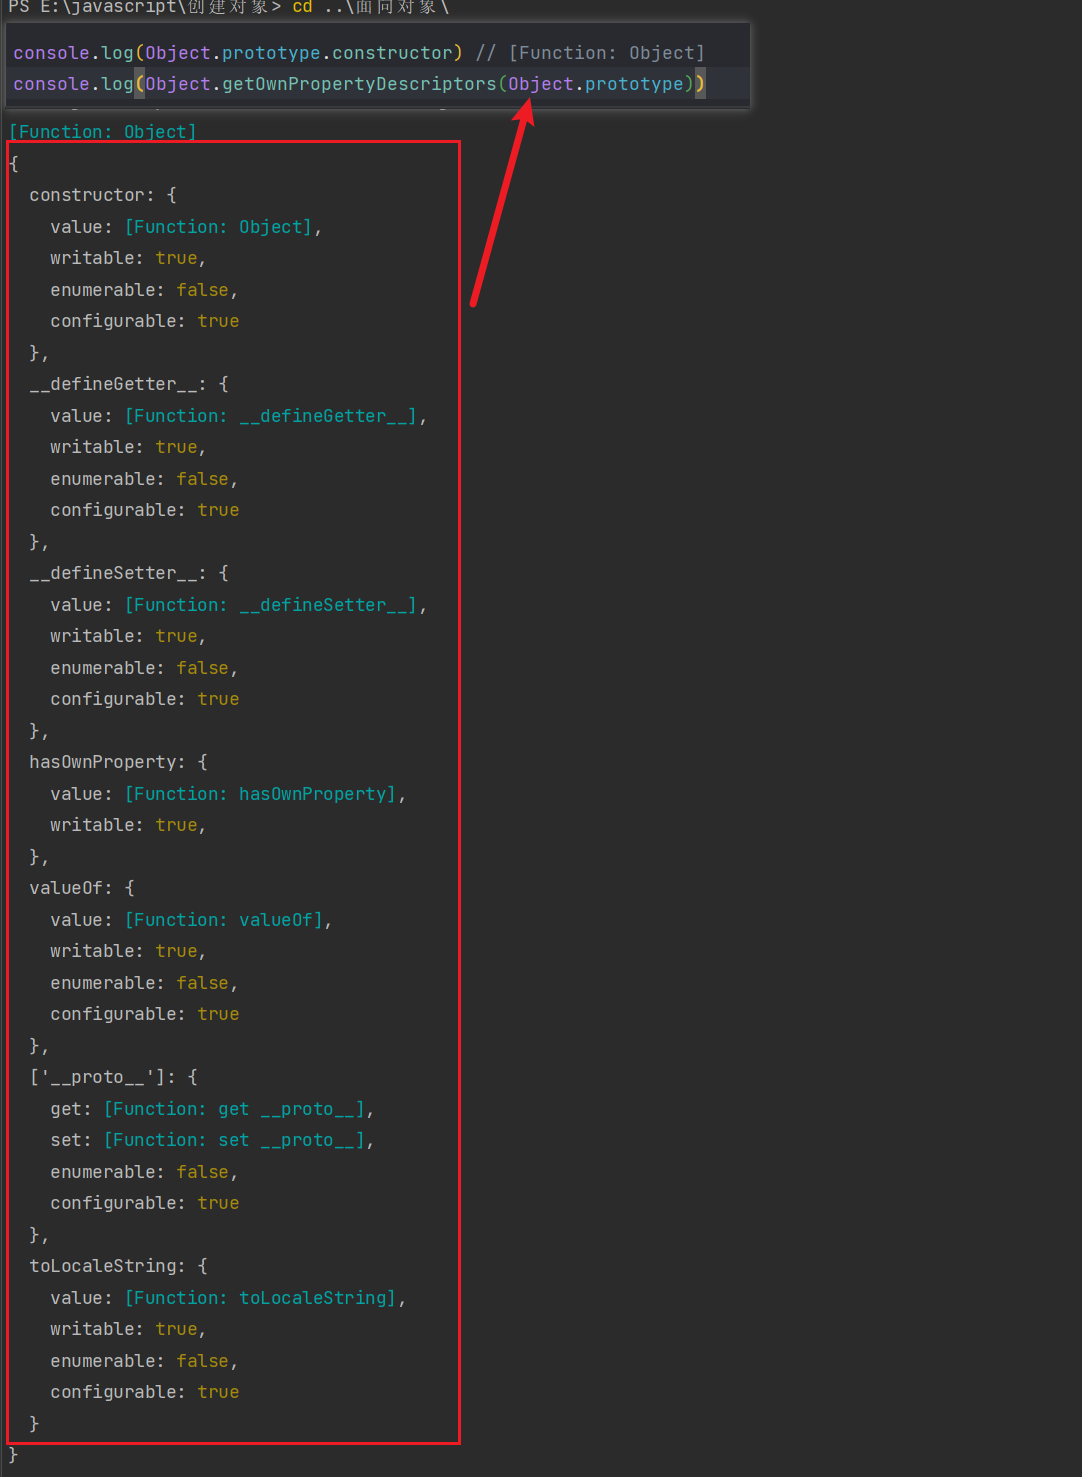 PS E:\javascript\创建对象> cd ..\面向对象\
console.log(Object.prototype.constructor) // [Function: Object]
console.log(Object.getOwnPropertyDescriptors(Object.prototype))
[Function: Object]
{
  constructor: {
    value: [Function: Object],
    writable: true,
    enumerable: false,
    configurable: true
  },
  __defineGetter__: {
    value: [Function: __defineGetter__],
    writable: true,
    enumerable: false,
    configurable: true
  },
  __defineSetter__: {
    value: [Function: __defineSetter__],
    writable: true,
    enumerable: false,
    configurable: true
  },
  hasOwnProperty: {
    value: [Function: hasOwnProperty],
    writable: true,
  },
  valueOf: {
    value: [Function: valueOf],
    writable: true,
    enumerable: false,
    configurable: true
  },
  ['__proto__']: {
    get: [Function: get __proto__],
    set: [Function: set __proto__],
    enumerable: false,
    configurable: true
  },
  toLocaleString: {
    value: [Function: toLocaleString],
    writable: true,
    enumerable: false,
    configurable: true
  }
}